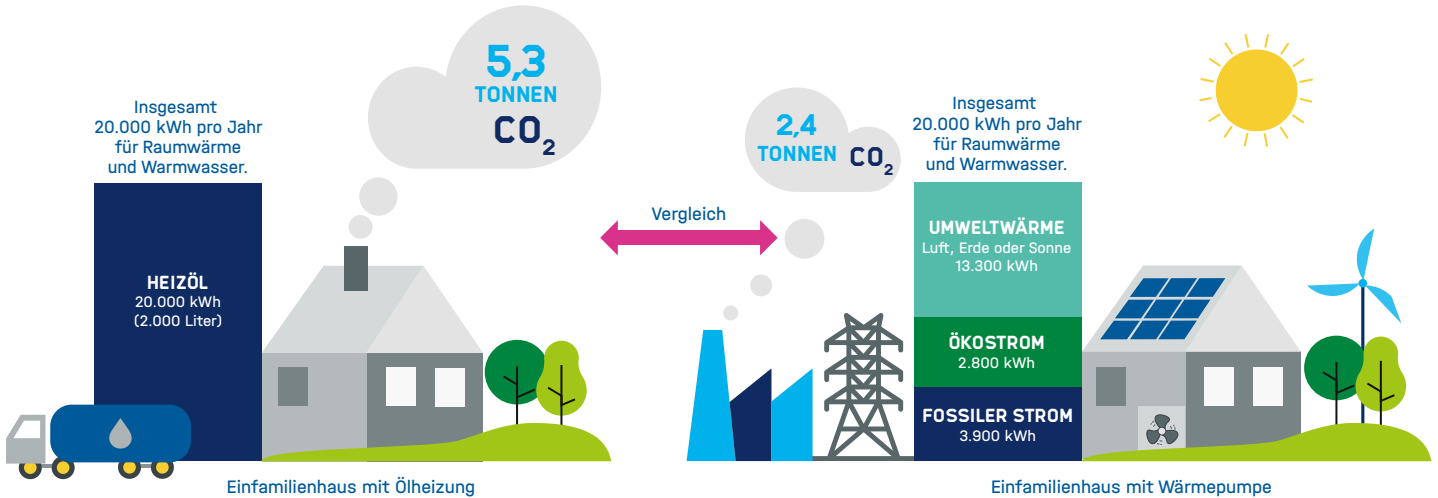 Insgesamt
20.000 kWh pro Jahr
für Raumwärme
und Warmwasser.
HEIZÖL
20.000 kWh
(2.000 Liter)
5,3
TONNEN
CO₂
Einfamilienhaus mit Ölheizung
Vergleich
2,4
TONNEN CO₂
Insgesamt
20.000 kWh pro Jahr
für Raumwärme
und Warmwasser.
UMWELTWÄRME
Luft, Erde oder Sonne
13.300 kWh
ÖKOSTROM
2.800 kWh
FOSSILER STROM
3.900 kWh
Einfamilienhaus mit Wärmepumpe